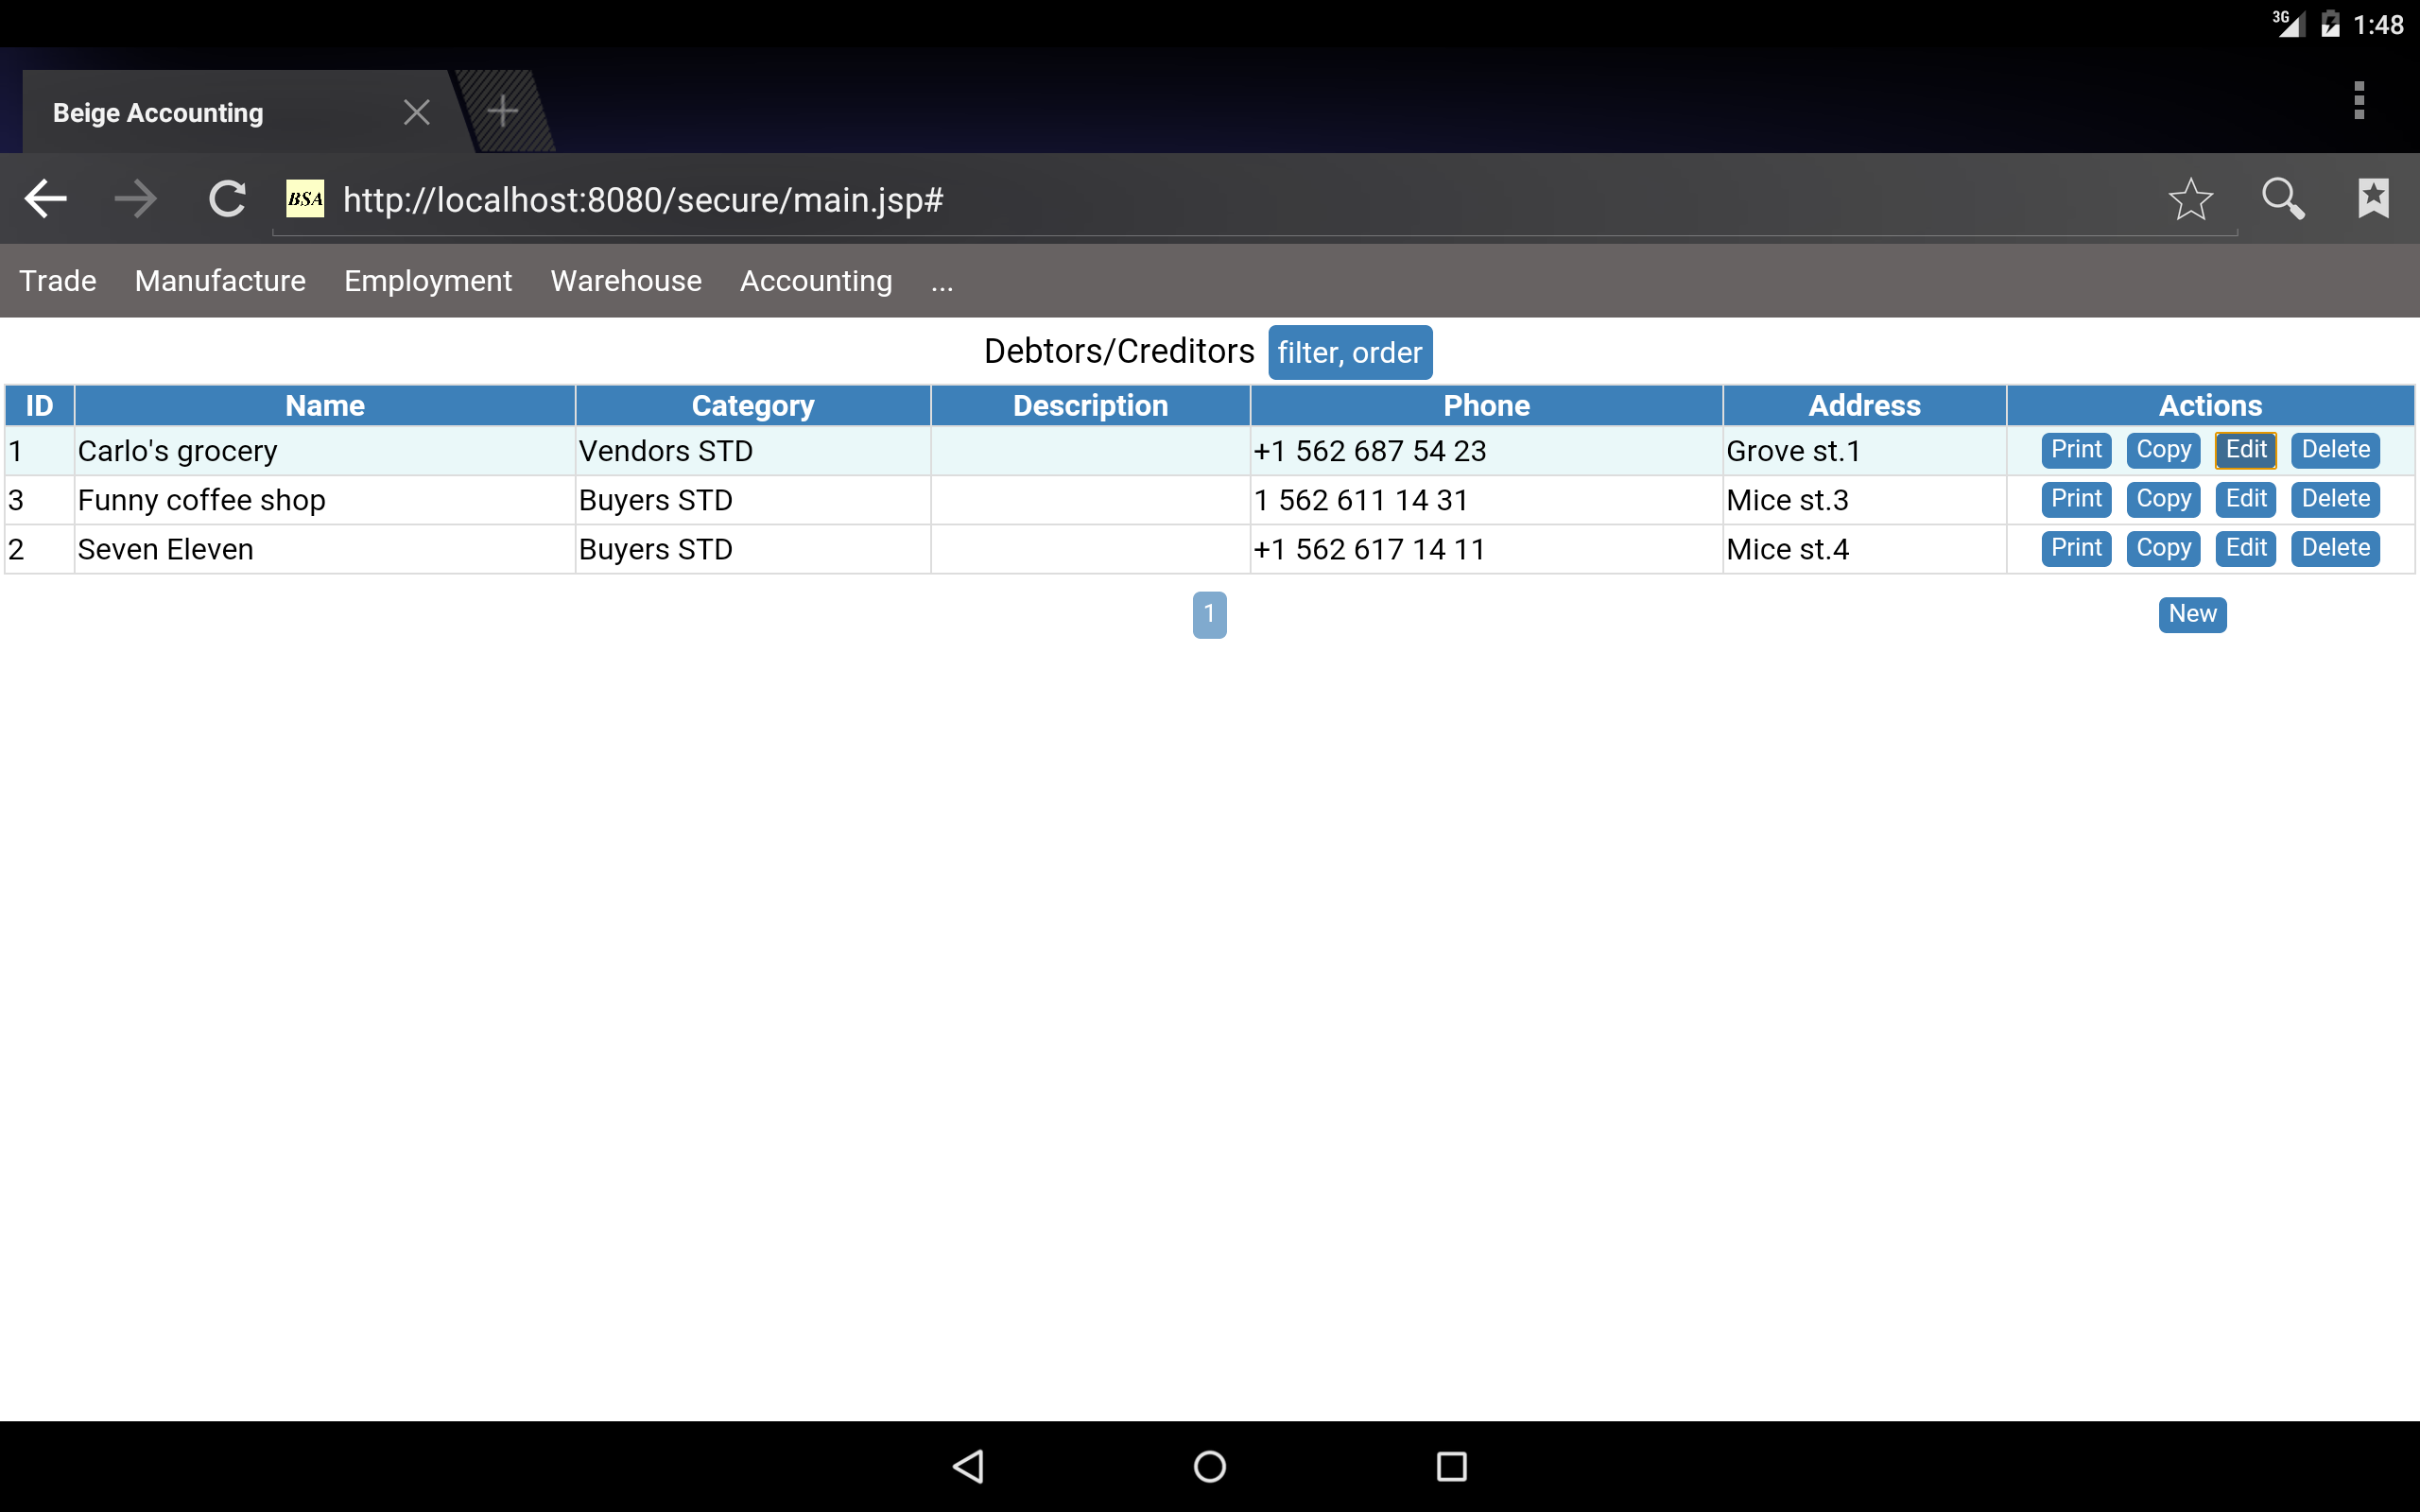 3G 1:48
Beige Accounting
BSA http://localhost:8080/secure/main.jsp#
Trade Manufacture Employment Warehouse Accounting ...
Debtors/Creditors filter, order
ID Name Category Description Phone Address Actions
1 Carlo's grocery Vendors STD +1 562 687 54 23 Grove st.1 Print Copy Edit Delete
3 Funny coffee shop Buyers STD 1 562 611 14 31 Mice st.3 Print Copy Edit Delete
2 Seven Eleven Buyers STD +1 562 617 14 11 Mice st.4 Print Copy Edit Delete
1 New